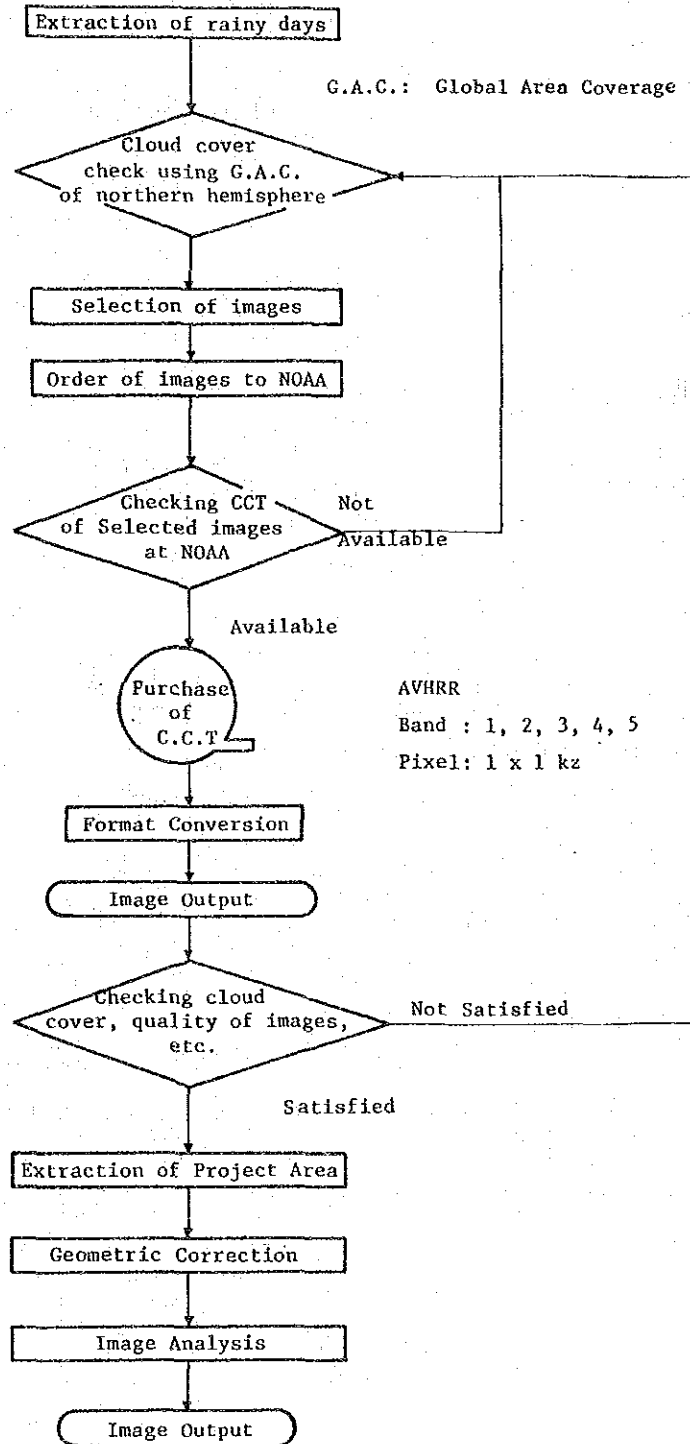 Extraction of rainy days
G.A.C.: Global Area Coverage
Cloud cover
check using G.A.C.
of northern hemisphere
Selection of images
Order of images to NOAA
Checking CCT
of Selected images
at NOAA
Not
Available
Available
Purchase
of
C.C.T
AVHRR
Band : 1, 2, 3, 4, 5
Pixel: 1 x 1 kz
Format Conversion
Image Output
Checking cloud
cover, quality of images,
etc.
Not Satisfied
Satisfied
Extraction of Project Area
Geometric Correction
Image Analysis
Image Output